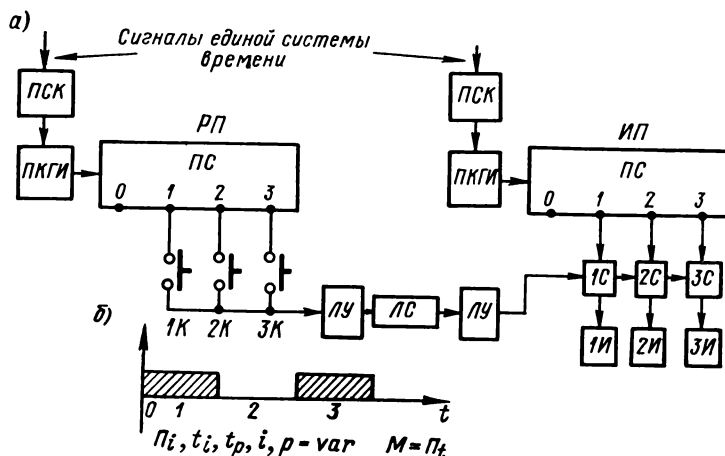 а)
Сигналы единой системы
времени
ПСК
ПСК
РП
ИП
ПКГИ
ПС
ПКГИ
ПС
0 1 2 3
0 1 2 3
1С 2С 3С
ЛУ ЛС ЛУ
1К 2К 3К
1И 2И 3И
б)
0 1 2 3 t
Пi, ti, tp, i, p = var M = Пt